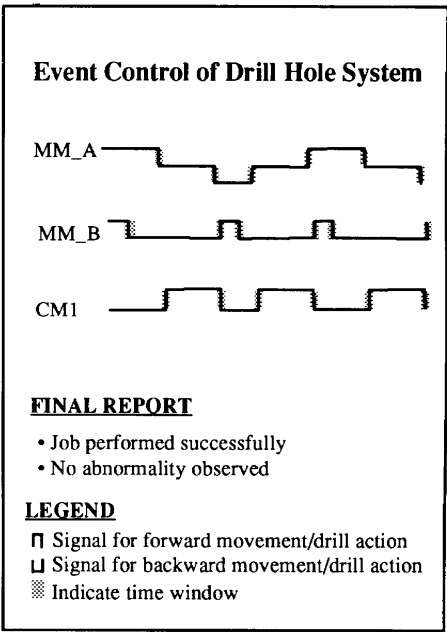 Event Control of Drill Hole System
MM_A
MM_B
CM1
FINAL REPORT
• Job performed successfully
• No abnormality observed
LEGEND
Signal for forward movement/drill action
Signal for backward movement/drill action
Indicate time window